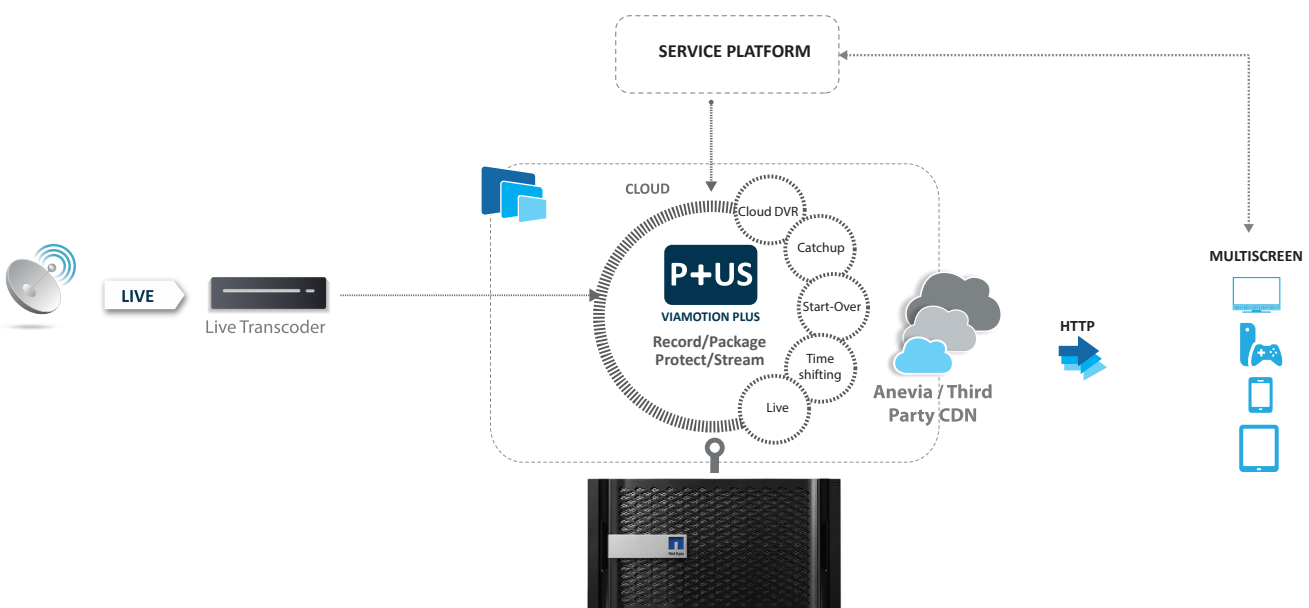 SERVICE PLATFORM
CLOUD
Cloud DVR
Catchup
Start-Over
Time
shifting
Live
P+US
VIAMOTION PLUS
Record/Package
Protect/Stream
LIVE
Live Transcoder
Anevia / Third
Party CDN
HTTP
MULTISCREEN
NetApp